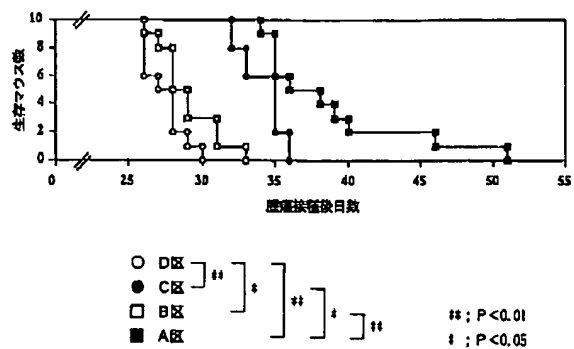 10
8
6
4
2
0
生存マウス数
0 25 30 35 40 45 50 55
腫瘍接種後日数
○ D区
● C区
□ B区
■ A区
** * ** * **
** ; P<0.01
* ; P<0.05